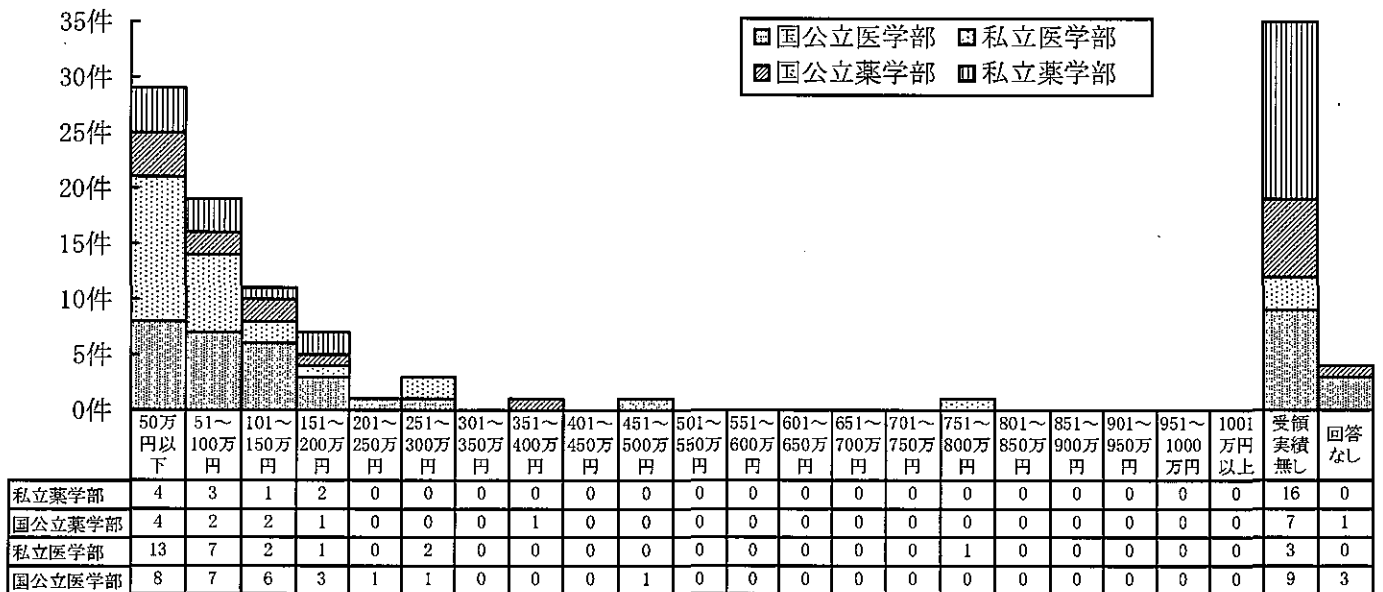 35件
30件
25件
20件
15件
10件
5件
0件
国公立医学部 私立医学部
国公立薬学部 私立薬学部
50万円以下 51～100万円 101～150万円 151～200万円 201～250万円 251～300万円 301～350万円 351～400万円 401～450万円 451～500万円 501～550万円 551～600万円 601～650万円 651～700万円 701～750万円 751～800万円 801～850万円 851～900万円 901～950万円 951～1000万円 1001万円以上 受領実績無し 回答なし
私立薬学部 4 3 1 2 0 0 0 0 0 0 0 0 0 0 0 0 0 0 0 0 0 16 0
国公立薬学部 4 2 2 1 0 0 0 1 0 0 0 0 0 0 0 0 0 0 0 0 0 7 1
私立医学部 13 7 2 1 0 2 0 0 0 0 0 0 0 0 0 1 0 0 0 0 0 3 0
国公立医学部 8 7 6 3 1 1 0 0 0 1 0 0 0 0 0 0 0 0 0 0 0 9 3